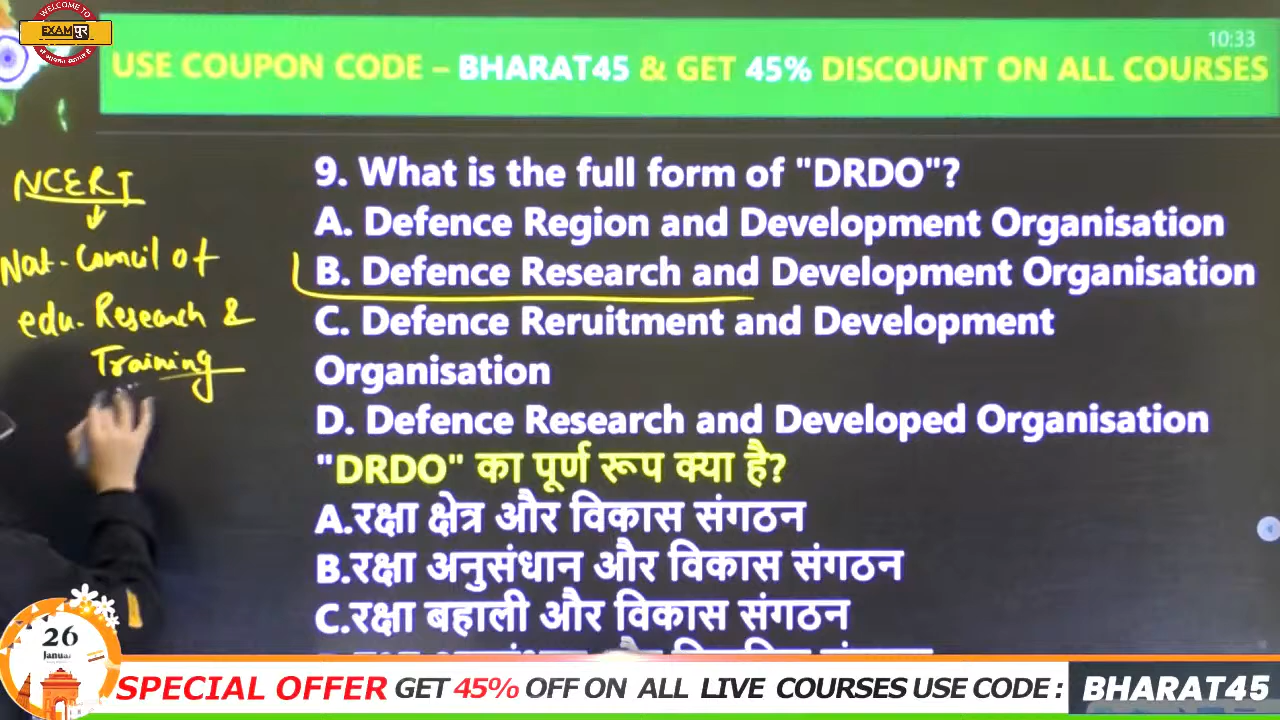 WELCOME TO
EXAMपुर
10:33
USE COUPON CODE – BHARAT45 & GET 45% DISCOUNT ON ALL COURSES
NCERT
Nat. Council of
edu. Research &
Training
9. What is the full form of "DRDO"?
A. Defence Region and Development Organisation
B. Defence Research and Development Organisation
C. Defence Reruitment and Development
Organisation
D. Defence Research and Developed Organisation
"DRDO" का पूर्ण रूप क्या है?
A.रक्षा क्षेत्र और विकास संगठन
B.रक्षा अनुसंधान और विकास संगठन
C.रक्षा बहाली और विकास संगठन
26
Januar
SPECIAL OFFER GET 45% OFF ON ALL LIVE COURSES USE CODE : BHARAT45